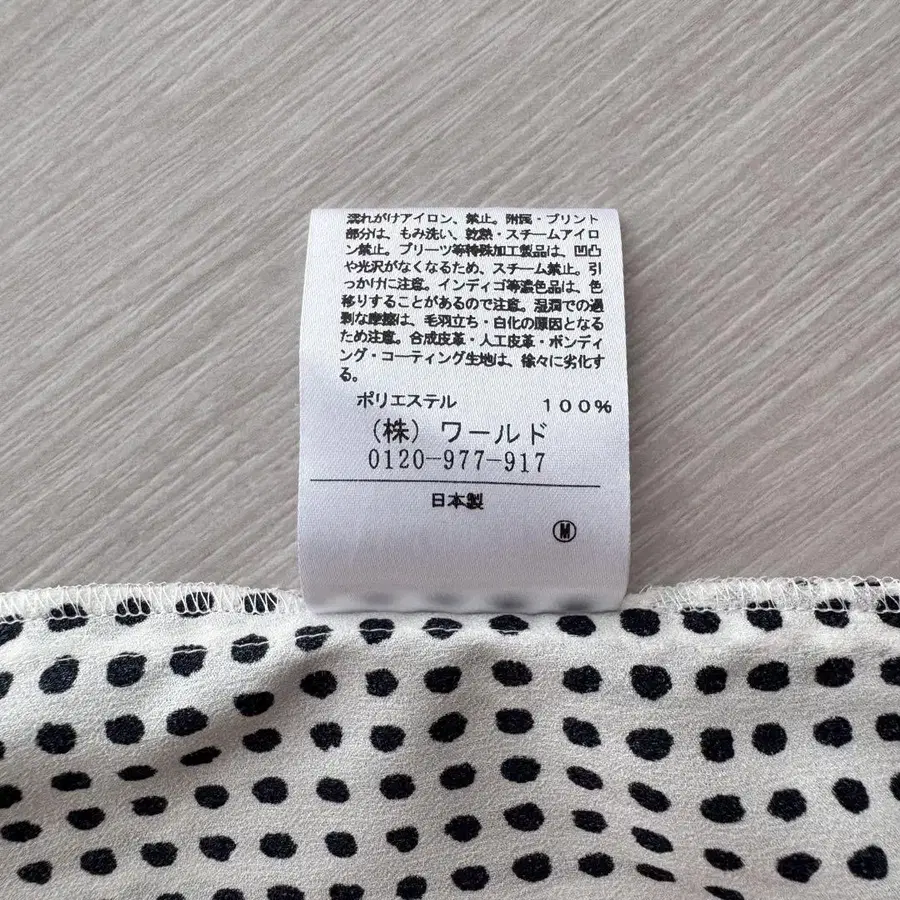 濡れがけアイロン、禁止。附属・プリント
部分は、もみ洗い、乾熱・スチームアイロ
ン禁止。プリーツ等特殊加工製品は、凹凸
や光沢がなくなるため、スチーム禁止。引
っかけに注意。インディゴ等濃色品は、色
移りすることがあるので注意。湿潤での過
剰な摩擦は、毛羽立ち・白化の原因となる
ため注意。合成皮革・人工皮革・ボンディ
ング・コーティング生地は、徐々に劣化す
る。
ポリエステル 100%
(株) ワールド
0120-977-917
日本製
M